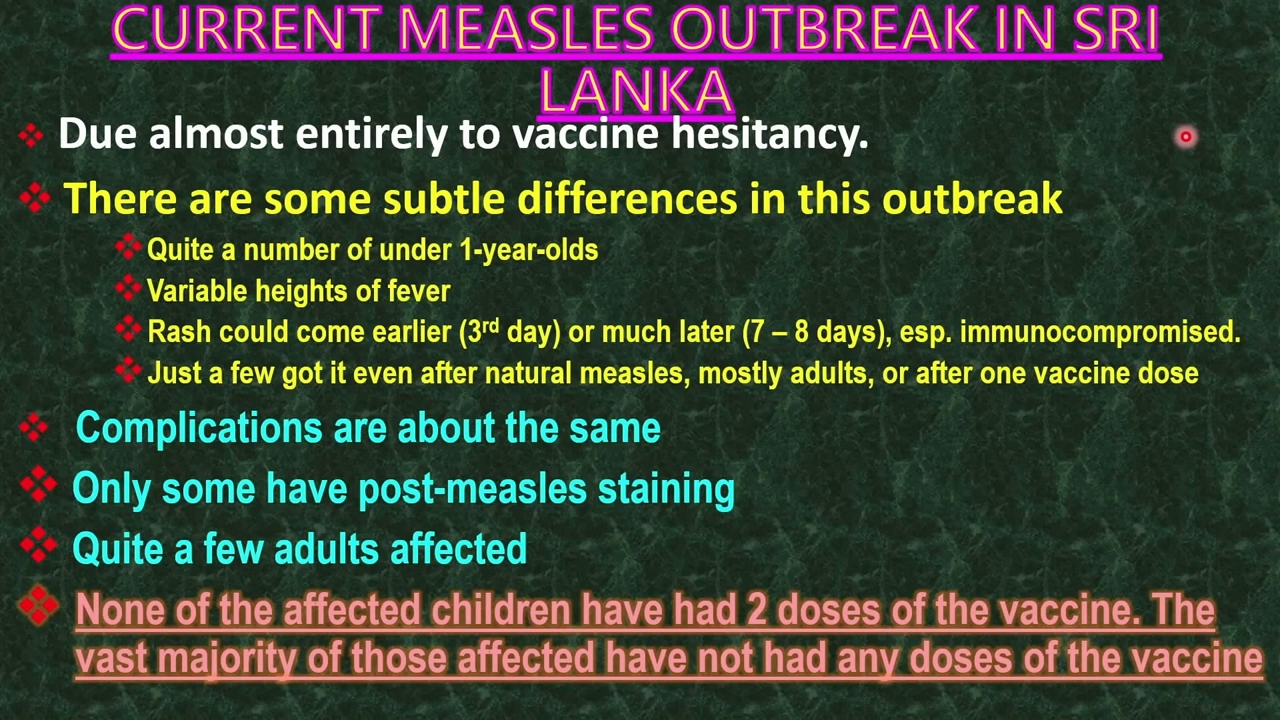 CURRENT MEASLES OUTBREAK IN SRI
LANKA
Due almost entirely to vaccine hesitancy.
There are some subtle differences in this outbreak
Quite a number of under 1-year-olds
Variable heights of fever
Rash could come earlier (3rd day) or much later (7 – 8 days), esp. immunocompromised.
Just a few got it even after natural measles, mostly adults, or after one vaccine dose
Complications are about the same
Only some have post-measles staining
Quite a few adults affected
None of the affected children have had 2 doses of the vaccine. The
vast majority of those affected have not had any doses of the vaccine